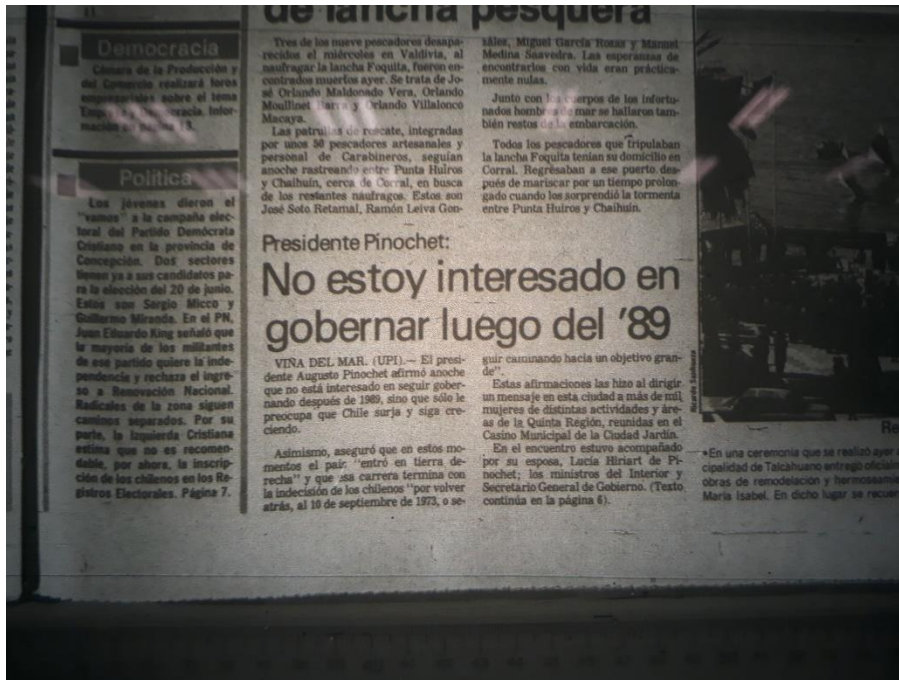 de lancha pesquera
Democracia
Cámara de la Producción y
del Comercio realizará foros
empresariales sobre el tema
Empresa y Democracia. Infor-
mación en página 13.
Política
Los jóvenes dieron el
"vamos" a la campaña elec-
toral del Partido Demócrata
Cristiano en la provincia de
Concepción. Dos sectores
tienen ya a sus candidatos pa-
ra la elección del 20 de junio.
Estos son Sergio Micco y
Guillermo Miranda. En el PN,
Juan Eduardo King señaló que
la mayoría de los militantes
de ese partido quiere la inde-
pendencia y rechaza el ingre-
so a Renovación Nacional.
Radicales de la zona siguen
caminos separados. Por su
parte, la Izquierda Cristiana
estima que no es recomen-
dable, por ahora, la inscrip-
ción de los chilenos en los Re-
gistros Electorales. Página 7.
Tres de los nueve pescadores desapa-
recidos el miércoles en Valdivia, al
naufragar la lancha Foquita, fueron en-
contrados muertos ayer. Se trata de Jo-
sé Orlando Maldonado Vera, Orlando
Moullinet Ibarra y Orlando Villalonco
Macaya.
Las patrullas de rescate, integradas
por unos 50 pescadores artesanales y
personal de Carabineros, seguían
anoche rastreando entre Punta Huiros
y Chaihuín, cerca de Corral, en busca
de los restantes náufragos. Estos son
José Soto Retamal, Ramón Leiva Gon-
zález, Miguel García Rozas y Manuel
Medina Saavedra. Las esperanzas de
encontrarlos con vida eran práctica-
mente nulas.
Junto con los cuerpos de los infortu-
nados hombres de mar se hallaron tam-
bién restos de la embarcación.
Todos los pescadores que tripulaban
la lancha Foquita tenían su domicilio en
Corral. Regresaban a ese puerto, des-
pués de mariscar por un tiempo prolon-
gado cuando los sorprendió la tormenta
entre Punta Huiros y Chaihuín.
Presidente Pinochet:
No estoy interesado en
gobernar luego del '89
VIÑA DEL MAR. (UPI).— El presi-
dente Augusto Pinochet afirmó anoche
que no está interesado en seguir gober-
nando después de 1989, sino que sólo le
preocupa que Chile surja y siga cre-
ciendo.
Asimismo, aseguró que en estos mo-
mentos el país "entró en tierra de-
recha" y que esa carrera termina con
la indecisión de los chilenos "por volver
atrás, al 10 de septiembre de 1973, o se-
guir caminando hacia un objetivo gran-
de".
Estas afirmaciones las hizo al dirigir
un mensaje en esta ciudad a más de mil
mujeres de distintas actividades y áre-
as de la Quinta Región, reunidas en el
Casino Municipal de la Ciudad Jardín.
En el encuentro estuvo acompañado
por su esposa, Lucía Hiriart de Pi-
nochet; los ministros del Interior y
Secretario General de Gobierno. (Texto
continúa en la página 6).
Re
•En una ceremonia que se realizó ayer
cipalidad de Talcahuano entregó oficial
obras de remodelación y hermoseami
María Isabel. En dicho lugar se recuer